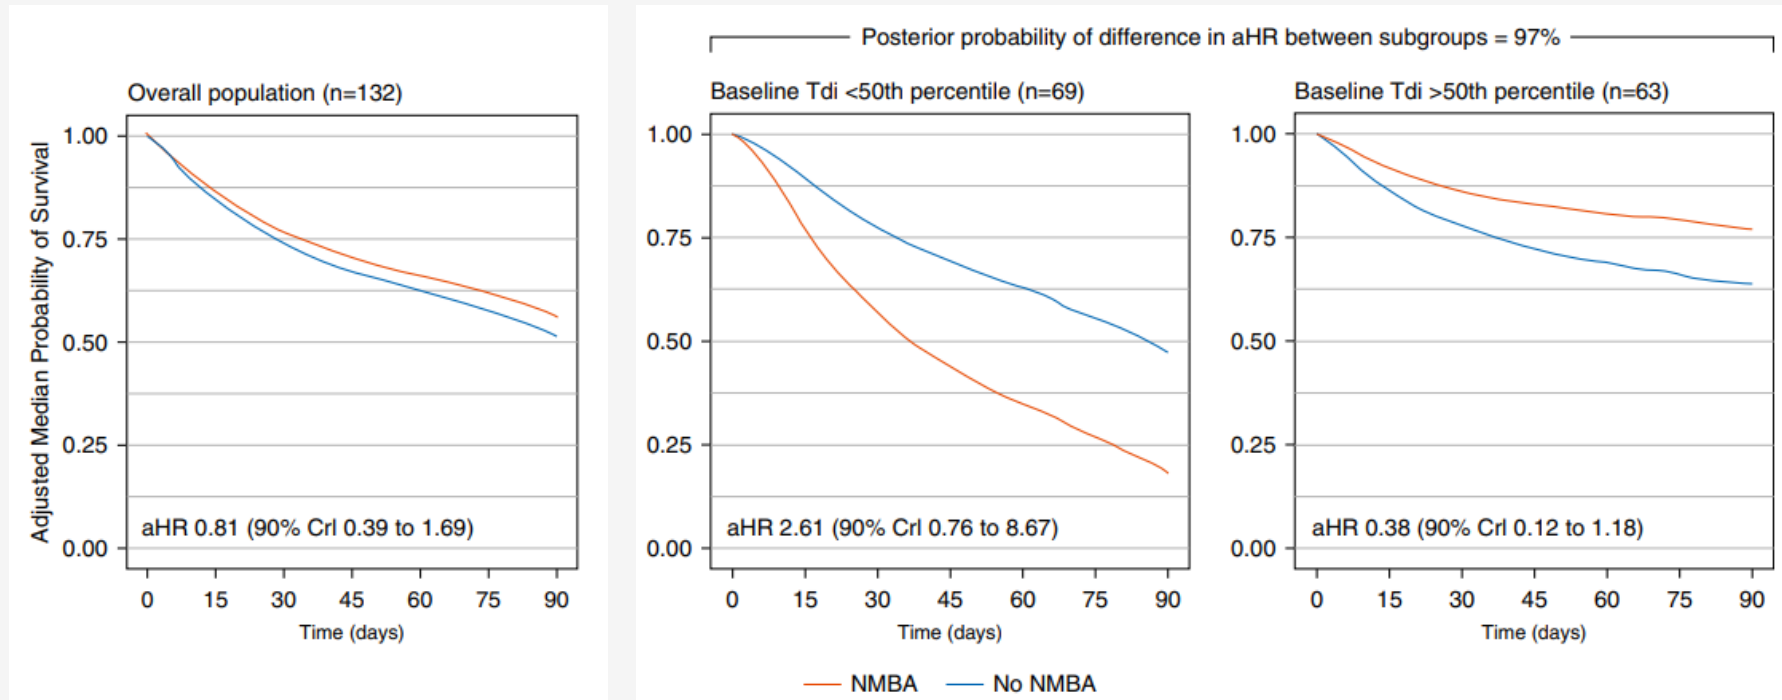 Posterior probability of difference in aHR between subgroups = 97%
Overall population (n=132)
Adjusted Median Probability of Survival
1.00
0.75
0.50
0.25
0.00
aHR 0.81 (90% Crl 0.39 to 1.69)
0 15 30 45 60 75 90
Time (days)
Baseline Tdi <50th percentile (n=69)
1.00
0.75
0.50
0.25
0.00
aHR 2.61 (90% Crl 0.76 to 8.67)
0 15 30 45 60 75 90
Time (days)
Baseline Tdi >50th percentile (n=63)
1.00
0.75
0.50
0.25
0.00
aHR 0.38 (90% Crl 0.12 to 1.18)
0 15 30 45 60 75 90
Time (days)
NMBA No NMBA